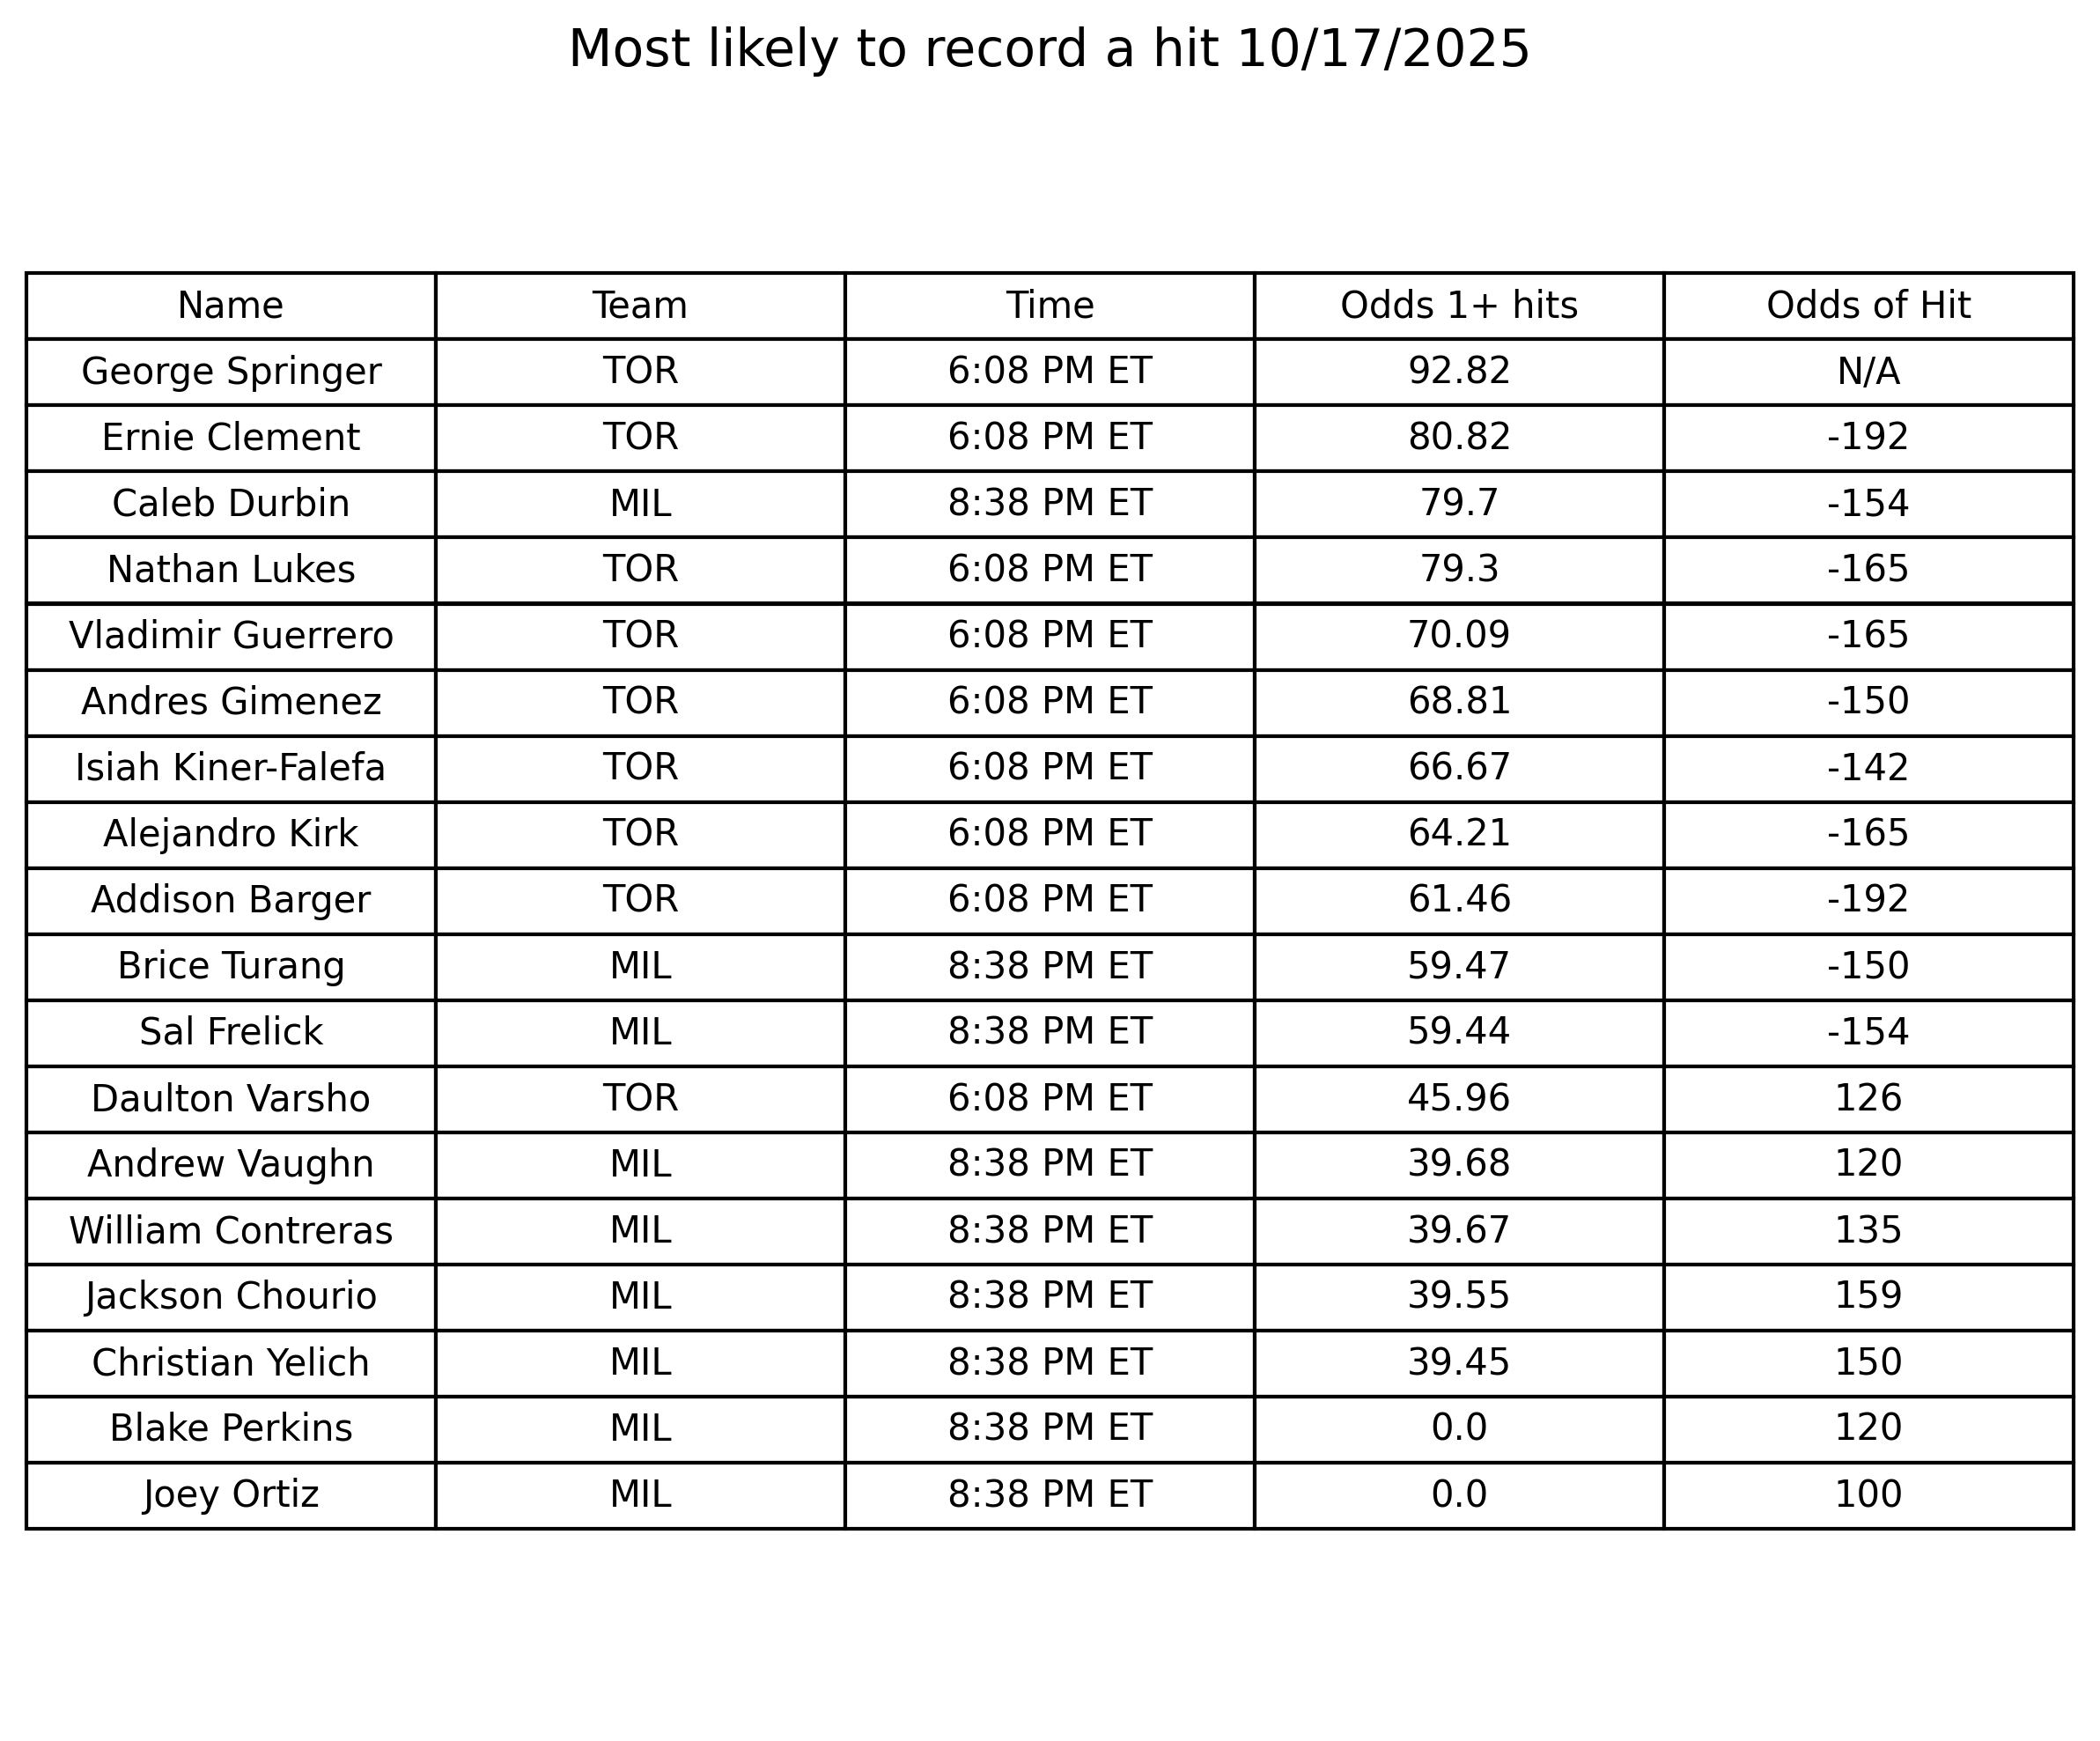 Most likely to record a hit 10/17/2025
Name Team Time Odds 1+ hits Odds of Hit
George Springer TOR 6:08 PM ET 92.82 N/A
Ernie Clement TOR 6:08 PM ET 80.82 -192
Caleb Durbin MIL 8:38 PM ET 79.7 -154
Nathan Lukes TOR 6:08 PM ET 79.3 -165
Vladimir Guerrero TOR 6:08 PM ET 70.09 -165
Andres Gimenez TOR 6:08 PM ET 68.81 -150
Isiah Kiner-Falefa TOR 6:08 PM ET 66.67 -142
Alejandro Kirk TOR 6:08 PM ET 64.21 -165
Addison Barger TOR 6:08 PM ET 61.46 -192
Brice Turang MIL 8:38 PM ET 59.47 -150
Sal Frelick MIL 8:38 PM ET 59.44 -154
Daulton Varsho TOR 6:08 PM ET 45.96 126
Andrew Vaughn MIL 8:38 PM ET 39.68 120
William Contreras MIL 8:38 PM ET 39.67 135
Jackson Chourio MIL 8:38 PM ET 39.55 159
Christian Yelich MIL 8:38 PM ET 39.45 150
Blake Perkins MIL 8:38 PM ET 0.0 120
Joey Ortiz MIL 8:38 PM ET 0.0 100